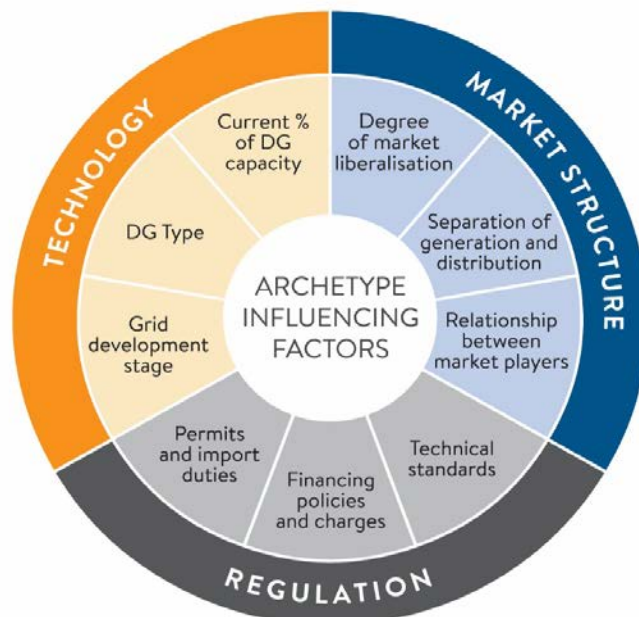 TECHNOLOGY
MARKET STRUCTURE
Current %
of DG
capacity
Degree
of market
liberalisation
DG Type
Separation of
generation and
distribution
ARCHETYPE
INFLUENCING
FACTORS
Grid
development
stage
Relationship
between
market players
Permits
and import
duties
Financing
policies
and charges
Technical
standards
REGULATION